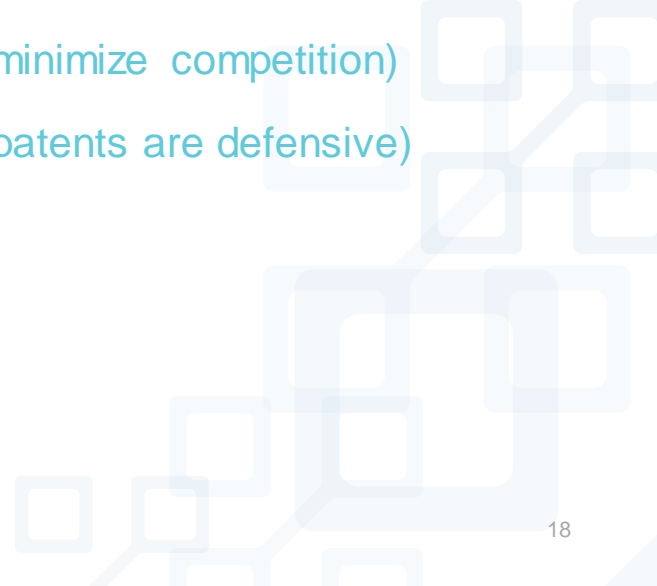 minimize competition)
patents are defensive)
18